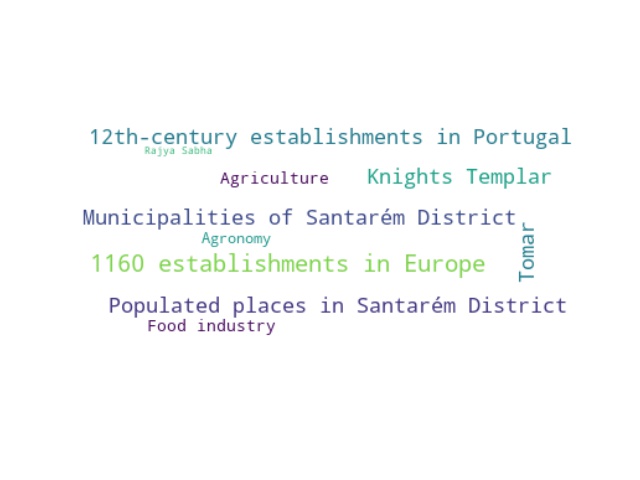 12th-century establishments in Portugal
Rajya Sabha
Agriculture
Knights Templar
Municipalities of Santarém District
Tomar
Agronomy
1160 establishments in Europe
Populated places in Santarém District
Food industry